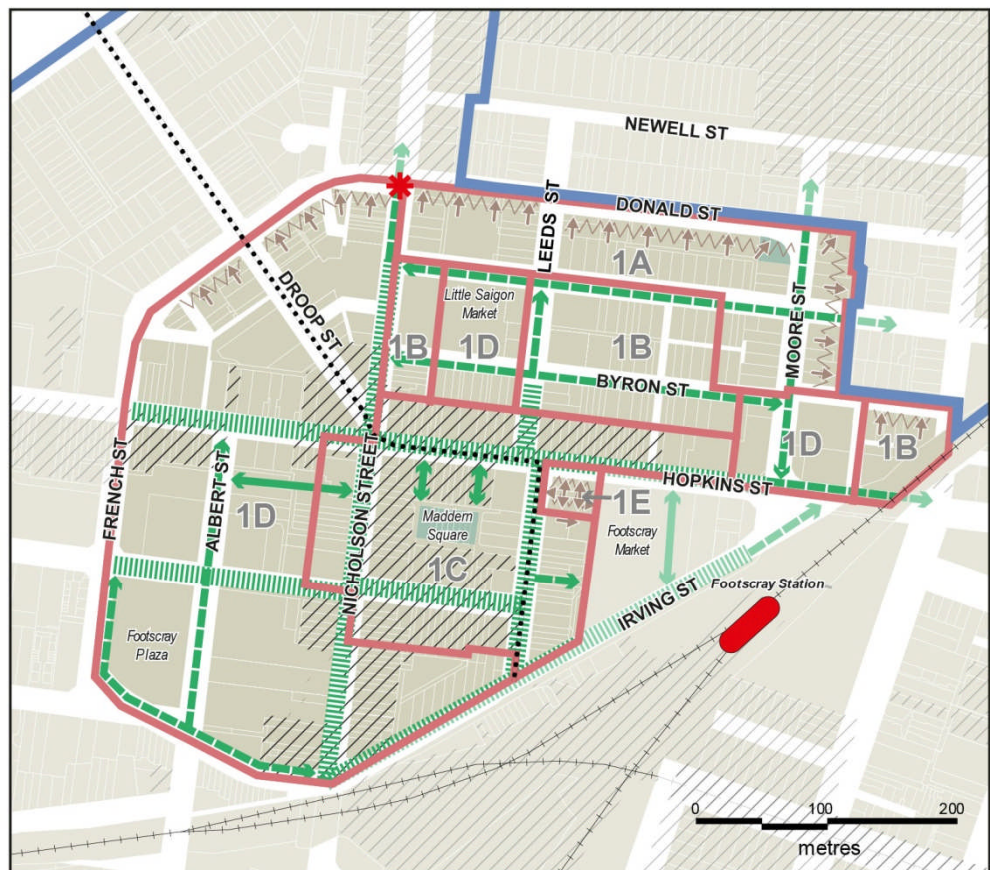 NEWELL ST
DONALD ST
LEEDS ST
1A
DROOP ST
Little Saigon
Market
1B
1D
1B
MOORE ST
BYRON ST
1D
1B
HOPKINS ST
FRENCH ST
ALBERT ST
1D
NICHOLSON STREET
Maddern
Square
1C
1E
Footscray
Market
IRVING ST
Footscray Station
Footscray
Plaza
0 100 200
metres